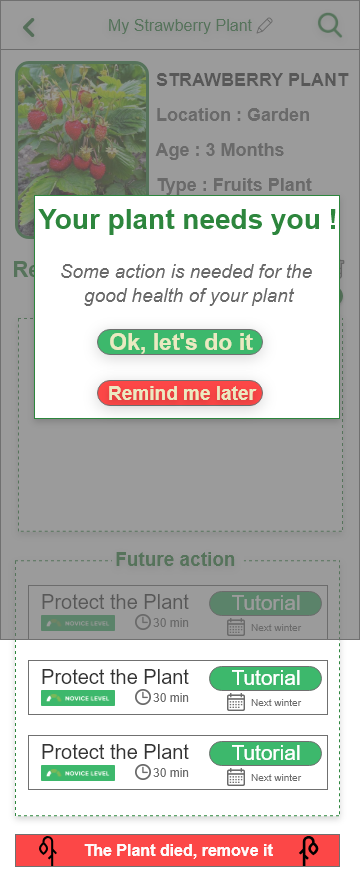 My Strawberry Plant
STRAWBERRY PLANT
Location : Garden
Age : 3 Months
Type : Fruits Plant
Your plant needs you !
Some action is needed for the
good health of your plant
Ok, let's do it
Remind me later
Future action
Protect the Plant Tutorial
NOVICE LEVEL 30 min Next winter
Protect the Plant Tutorial
NOVICE LEVEL 30 min Next winter
Protect the Plant Tutorial
NOVICE LEVEL 30 min Next winter
The Plant died, remove it